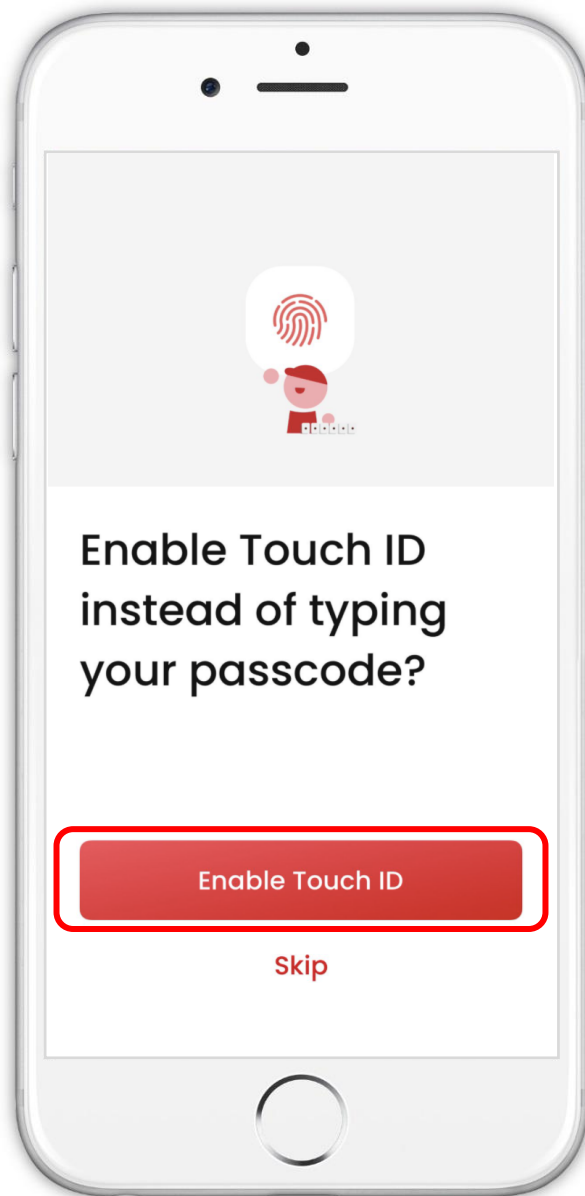 Enable Touch ID
instead of typing
your passcode?
Enable Touch ID
Skip